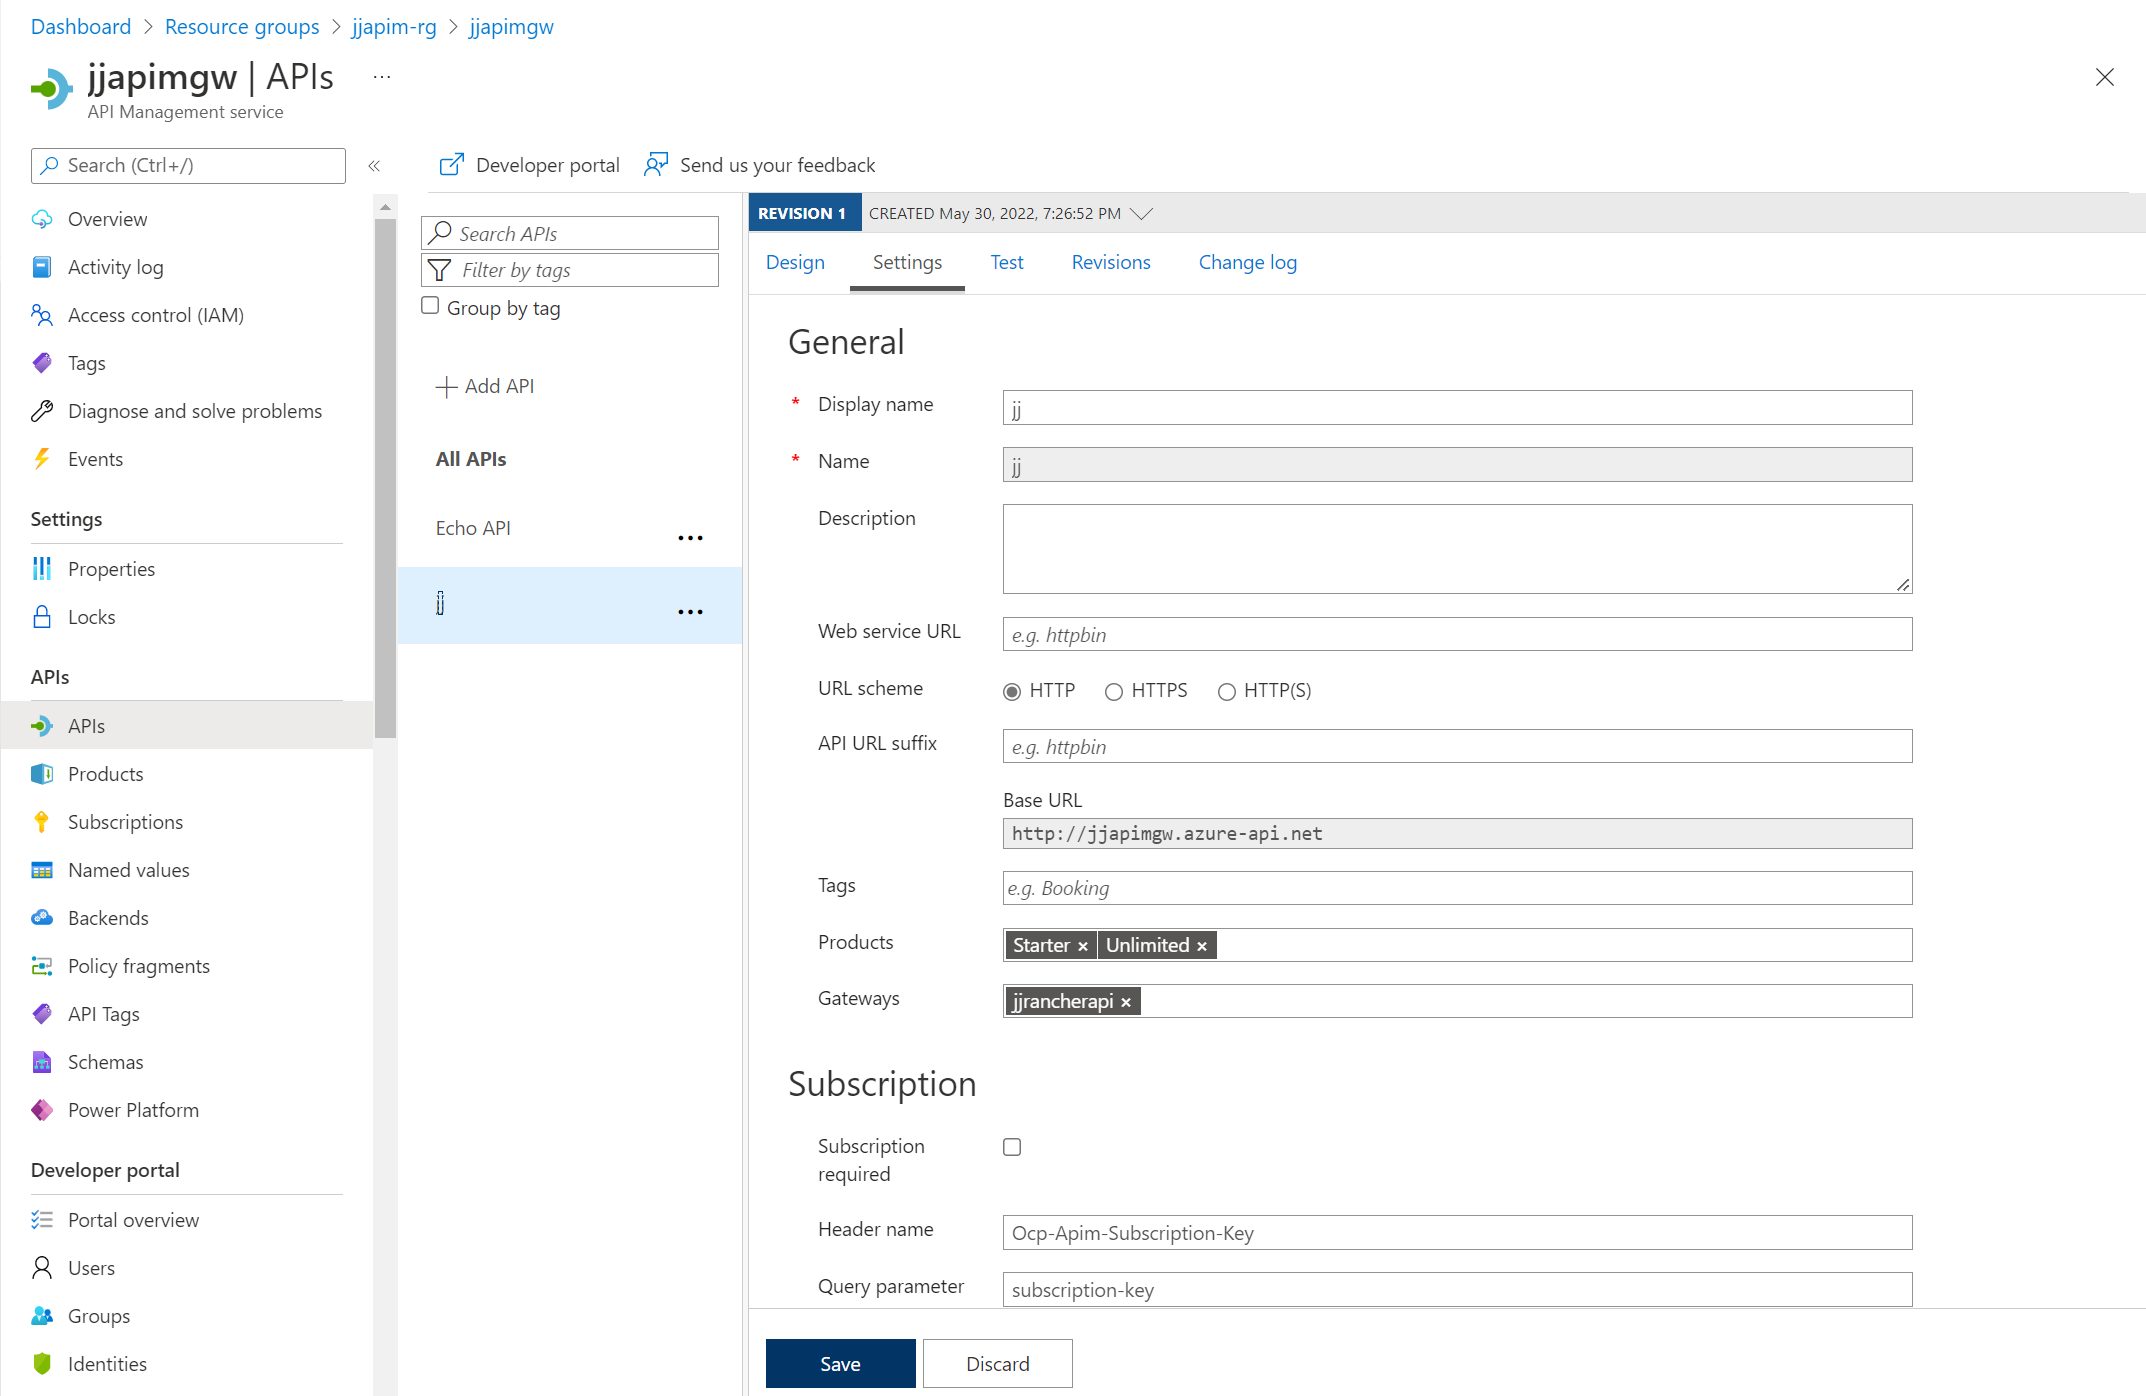 Dashboard > Resource groups > jjapim-rg > jjapimgw
jjapimgw | APIs ...
API Management service
Search (Ctrl+/)
«
Overview
Activity log
Access control (IAM)
Tags
Diagnose and solve problems
Events
Settings
Properties
Locks
APIs
APIs
Products
Subscriptions
Named values
Backends
Policy fragments
API Tags
Schemas
Power Platform
Developer portal
Portal overview
Users
Groups
Identities
Developer portal
Send us your feedback
Search APIs
Filter by tags
Group by tag
Add API
All APIs
Echo API ...
jj ...
REVISION 1 CREATED May 30, 2022, 7:26:52 PM
Design Settings Test Revisions Change log
General
* Display name jj
* Name jj
Description
Web service URL e.g. httpbin
URL scheme HTTP HTTPS HTTP(S)
API URL suffix e.g. httpbin
Base URL
http://jjapimgw.azure-api.net
Tags e.g. Booking
Products Starter × Unlimited ×
Gateways jjrancherapi ×
Subscription
Subscription
required
Header name Ocp-Apim-Subscription-Key
Query parameter subscription-key
Save Discard